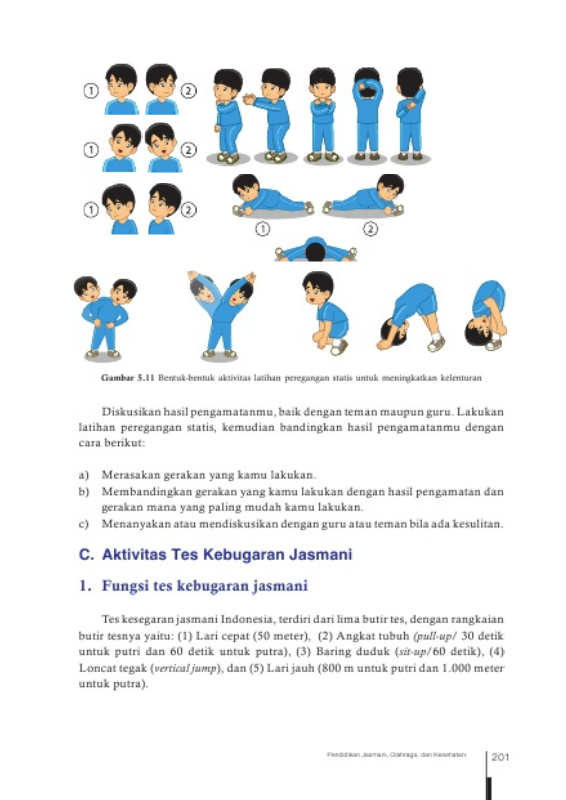 1
2
1
2
1
2
1
2
Gambar 5.11 Bentuk-bentuk aktivitas latihan peregangan statis untuk meningkatkan kelenturan
Diskusikan hasil pengamatanmu, baik dengan teman maupun guru. Lakukan
latihan peregangan statis, kemudian bandingkan hasil pengamatanmu dengan
cara berikut:
a) Merasakan gerakan yang kamu lakukan.
b) Membandingkan gerakan yang kamu lakukan dengan hasil pengamatan dan
gerakan mana yang paling mudah kamu lakukan.
c) Menanyakan atau mendiskusikan dengan guru atau teman bila ada kesulitan.
C. Aktivitas Tes Kebugaran Jasmani
1. Fungsi tes kebugaran jasmani
Tes kesegaran jasmani Indonesia, terdiri dari lima butir tes, dengan rangkaian
butir tesnya yaitu: (1) Lari cepat (50 meter), (2) Angkat tubuh (pull-up/ 30 detik
untuk putri dan 60 detik untuk putra), (3) Baring duduk (sit-up/60 detik), (4)
Loncat tegak (vertical jump), dan (5) Lari jauh (800 m untuk putri dan 1.000 meter
untuk putra).
Pendidikan Jasmani, Olahraga, dan Kesehatan
201